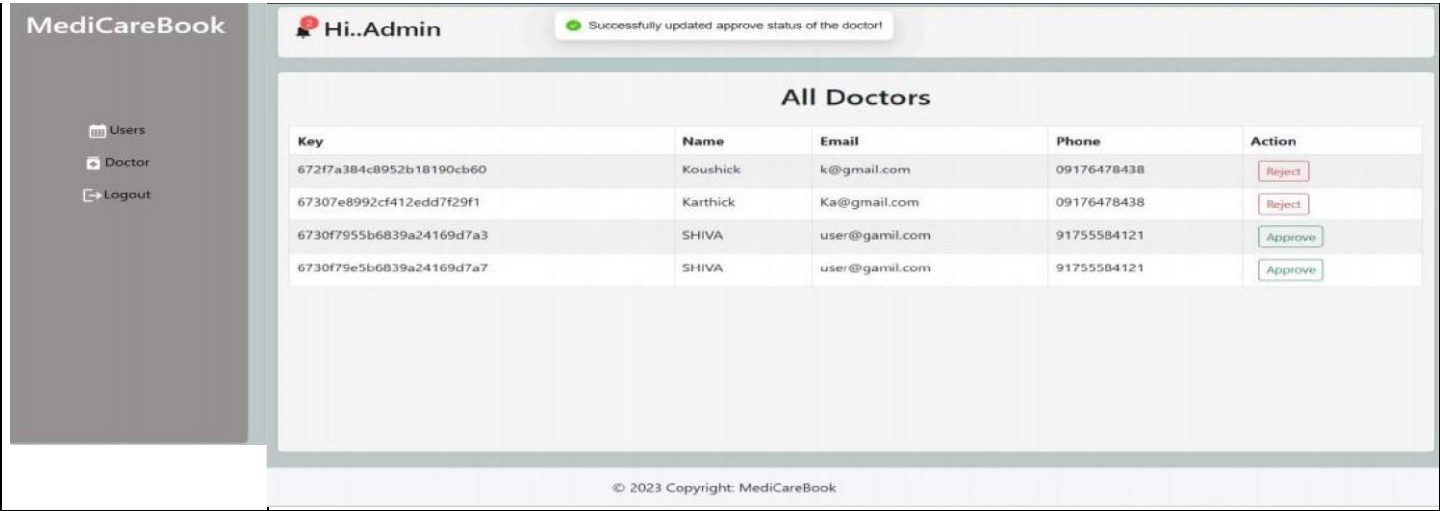 MediCareBook
Hi..Admin
Successfully updated approve status of the doctor!
Users
Doctor
Logout
All Doctors
Key Name Email Phone Action
672f7a384c8952b18190cb60 Koushick k@gmail.com 09176478438 Reject
67307e8992cf412edd7f29f1 Karthick Ka@gmail.com 09176478438 Reject
6730f7955b6839a24169d7a3 SHIVA user@gamil.com 91755584121 Approve
6730f79e5b6839a24169d7a7 SHIVA user@gamil.com 91755584121 Approve
© 2023 Copyright: MediCareBook